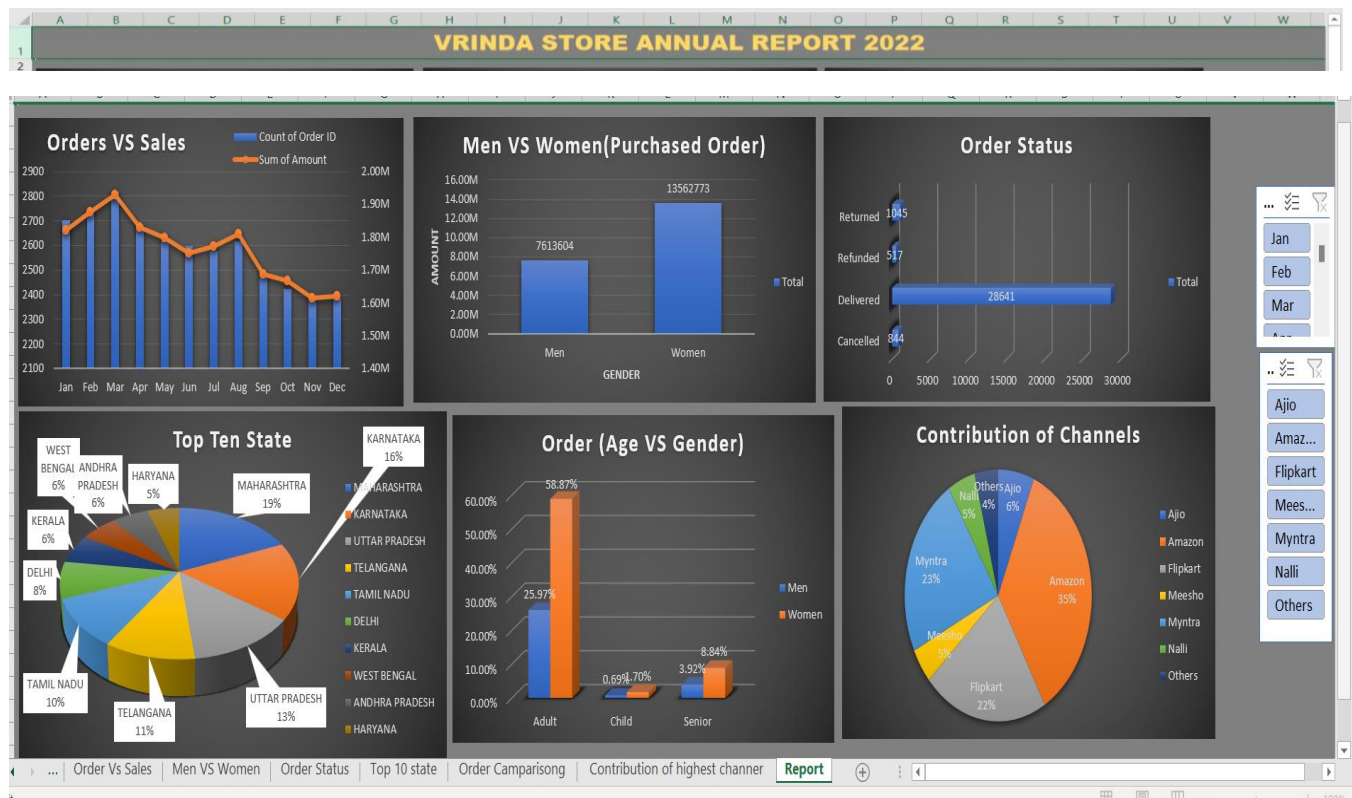 A B C D E F G H I J K L M N O P Q R S T U V W
1 VRINDA STORE ANNUAL REPORT 2022
2
Orders VS Sales
Count of Order ID
Sum of Amount
2900
2800
2700
2600
2500
2400
2300
2200
2100
2.00M
1.90M
1.80M
1.70M
1.60M
1.50M
1.40M
Jan Feb Mar Apr May Jun Jul Aug Sep Oct Nov Dec
Men VS Women(Purchased Order)
AMOUNT
16.00M
14.00M
12.00M
10.00M
8.00M
6.00M
4.00M
2.00M
0.00M
7613604
13562773
Total
Men Women
GENDER
Order Status
Returned 1045
Refunded 517
Delivered 28641
Cancelled 844
Total
0 5000 10000 15000 20000 25000 30000
...
Jan
Feb
Mar
Top Ten State
KARNATAKA
16%
WEST
BENGAL
6%
ANDHRA
PRADESH
6%
HARYANA
5%
MAHARASHTRA
19%
KERALA
6%
DELHI
8%
TAMIL NADU
10%
TELANGANA
11%
UTTAR PRADESH
13%
MAHARASHTRA
KARNATAKA
UTTAR PRADESH
TELANGANA
TAMIL NADU
DELHI
KERALA
WEST BENGAL
ANDHRA PRADESH
HARYANA
Order (Age VS Gender)
60.00%
50.00%
40.00%
30.00%
20.00%
10.00%
0.00%
25.97%
58.87%
0.69%
1.70%
3.92%
8.84%
Adult Child Senior
Men
Women
Contribution of Channels
Others
4%
Ajio
6%
Nalli
5%
Myntra
23%
Amazon
35%
Meesho
5%
Flipkart
22%
Ajio
Amazon
Flipkart
Meesho
Myntra
Nalli
Others
..
Ajio
Amaz...
Flipkart
Mees...
Myntra
Nalli
Others
... Order Vs Sales Men VS Women Order Status Top 10 state Order Camparisong Contribution of highest channer Report